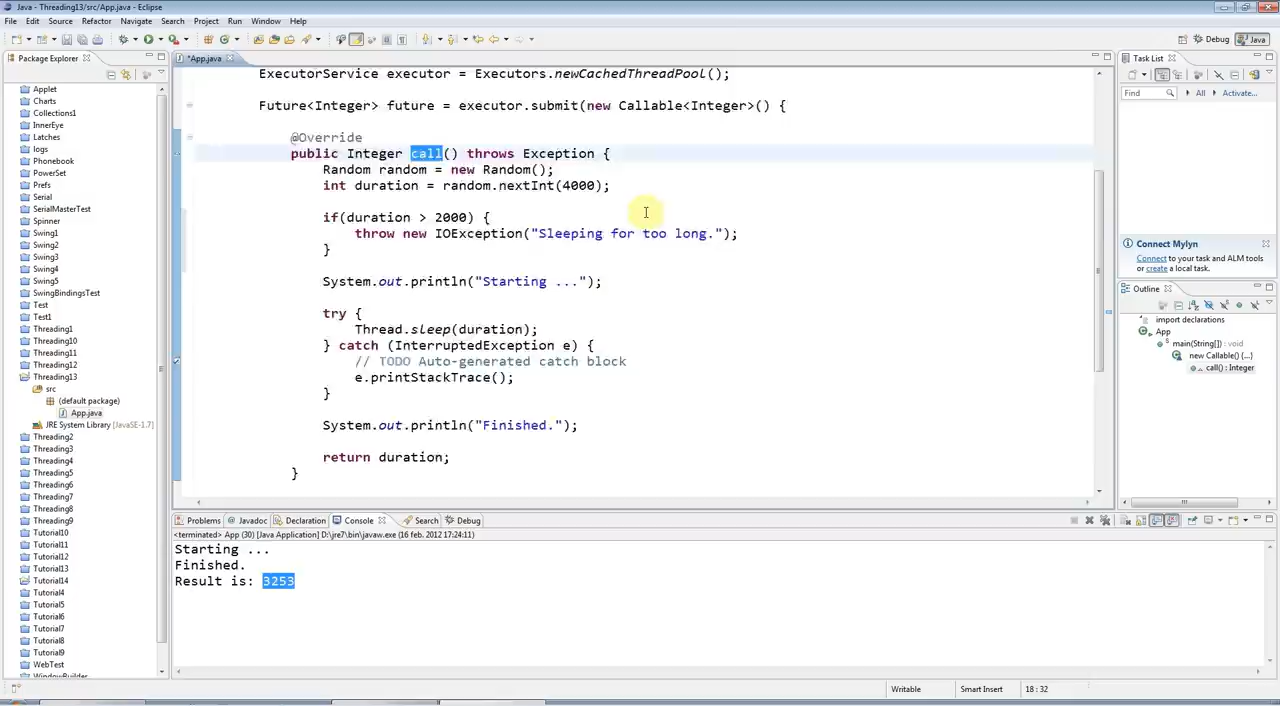 Java - Threading13/src/App.java - Eclipse
File Edit Source Refactor Navigate Search Project Run Window Help
Debug Java
Package Explorer
*App.java
Task List
Applet
Charts
Collections1
InnerEye
Latches
logs
Phonebook
PowerSet
Prefs
Serial
SerialMasterTest
Spinner
Swing1
Swing2
Swing3
Swing4
Swing5
SwingBindingsTest
Test
Test1
Threading1
Threading10
Threading11
Threading12
Threading13
src
(default package)
App.java
JRE System Library [JavaSE-1.7]
Threading2
Threading3
Threading4
Threading5
Threading6
Threading7
Threading8
Threading9
Tutorial10
Tutorial11
Tutorial12
Tutorial13
Tutorial14
Tutorial4
Tutorial5
Tutorial6
Tutorial7
Tutorial8
Tutorial9
WebTest
WindowBuilder
ExecutorService executor = Executors.newCachedThreadPool();
Future<Integer> future = executor.submit(new Callable<Integer>() {
@Override
public Integer call() throws Exception {
Random random = new Random();
int duration = random.nextInt(4000);
if(duration > 2000) {
throw new IOException("Sleeping for too long.");
}
System.out.println("Starting ...");
try {
Thread.sleep(duration);
} catch (InterruptedException e) {
// TODO Auto-generated catch block
e.printStackTrace();
}
System.out.println("Finished.");
return duration;
}
Find All Activate...
Connect Mylyn
Connect to your task and ALM tools
or create a local task.
Outline
import declarations
App
main(String[]) : void
new Callable() {...}
call() : Integer
Problems Javadoc Declaration Console Search Debug
<terminated> App (30) [Java Application] D:\jre7\bin\javaw.exe (16 feb. 2012 17:24:11)
Starting ...
Finished.
Result is: 3253
Writable Smart Insert 18 : 32